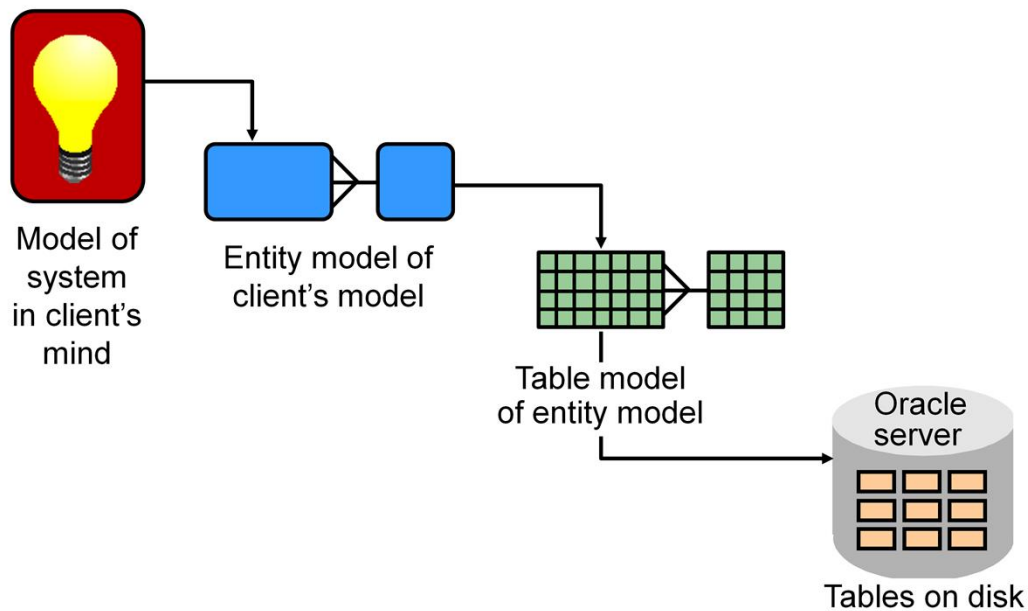 Model of
system
in client's
mind
Entity model of
client's model
Table model
of entity model
Oracle
server
Tables on disk